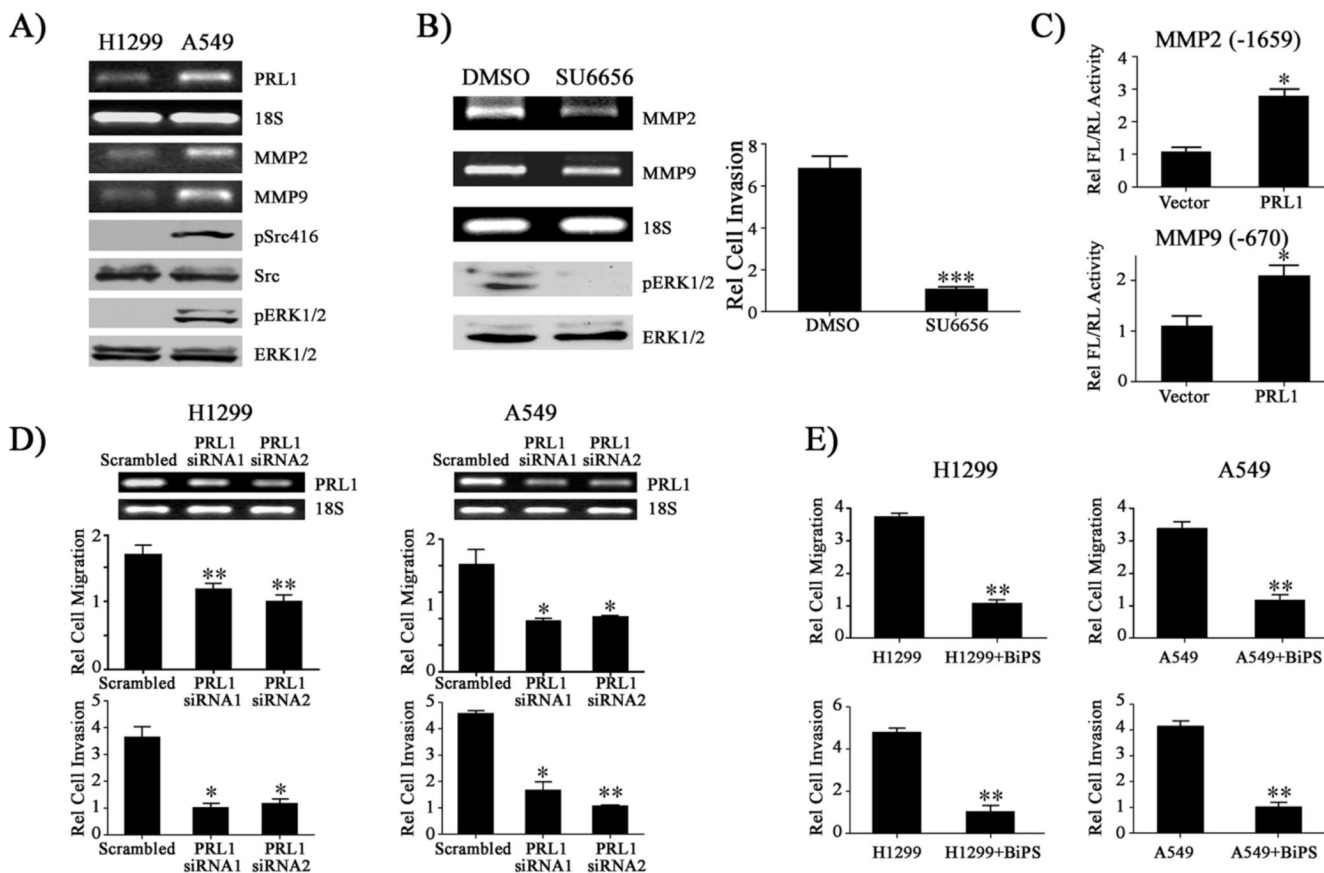 A)
H1299 A549
PRL1
18S
MMP2
MMP9
pSrc416
Src
pERK1/2
ERK1/2
B)
DMSO SU6656
MMP2
MMP9
18S
pERK1/2
ERK1/2
Rel Cell Invasion
8
6
4
2
0
***
DMSO SU6656
C)
MMP2 (-1659)
Rel FL/RL Activity
4
3
2
1
0
*
Vector PRL1
MMP9 (-670)
Rel FL/RL Activity
2
1
0
*
Vector PRL1
D)
H1299
Scrambled PRL1 siRNA1 PRL1 siRNA2
PRL1
18S
Rel Cell Migration
2
1
0
** **
Scrambled PRL1 siRNA1 PRL1 siRNA2
Rel Cell Invasion
5
4
3
2
1
0
* *
Scrambled PRL1 siRNA1 PRL1 siRNA2
A549
Scrambled PRL1 siRNA1 PRL1 siRNA2
PRL1
18S
Rel Cell Migration
2
1
0
* *
Scrambled PRL1 siRNA1 PRL1 siRNA2
Rel Cell Invasion
5
4
3
2
1
0
* **
Scrambled PRL1 siRNA1 PRL1 siRNA2
E)
H1299
Rel Cell Migration
4
3
2
1
0
**
H1299 H1299+BiPS
Rel Cell Invasion
6
4
2
0
**
H1299 H1299+BiPS
A549
Rel Cell Migration
4
3
2
1
0
**
A549 A549+BiPS
Rel Cell Invasion
5
4
3
2
1
0
**
A549 A549+BiPS